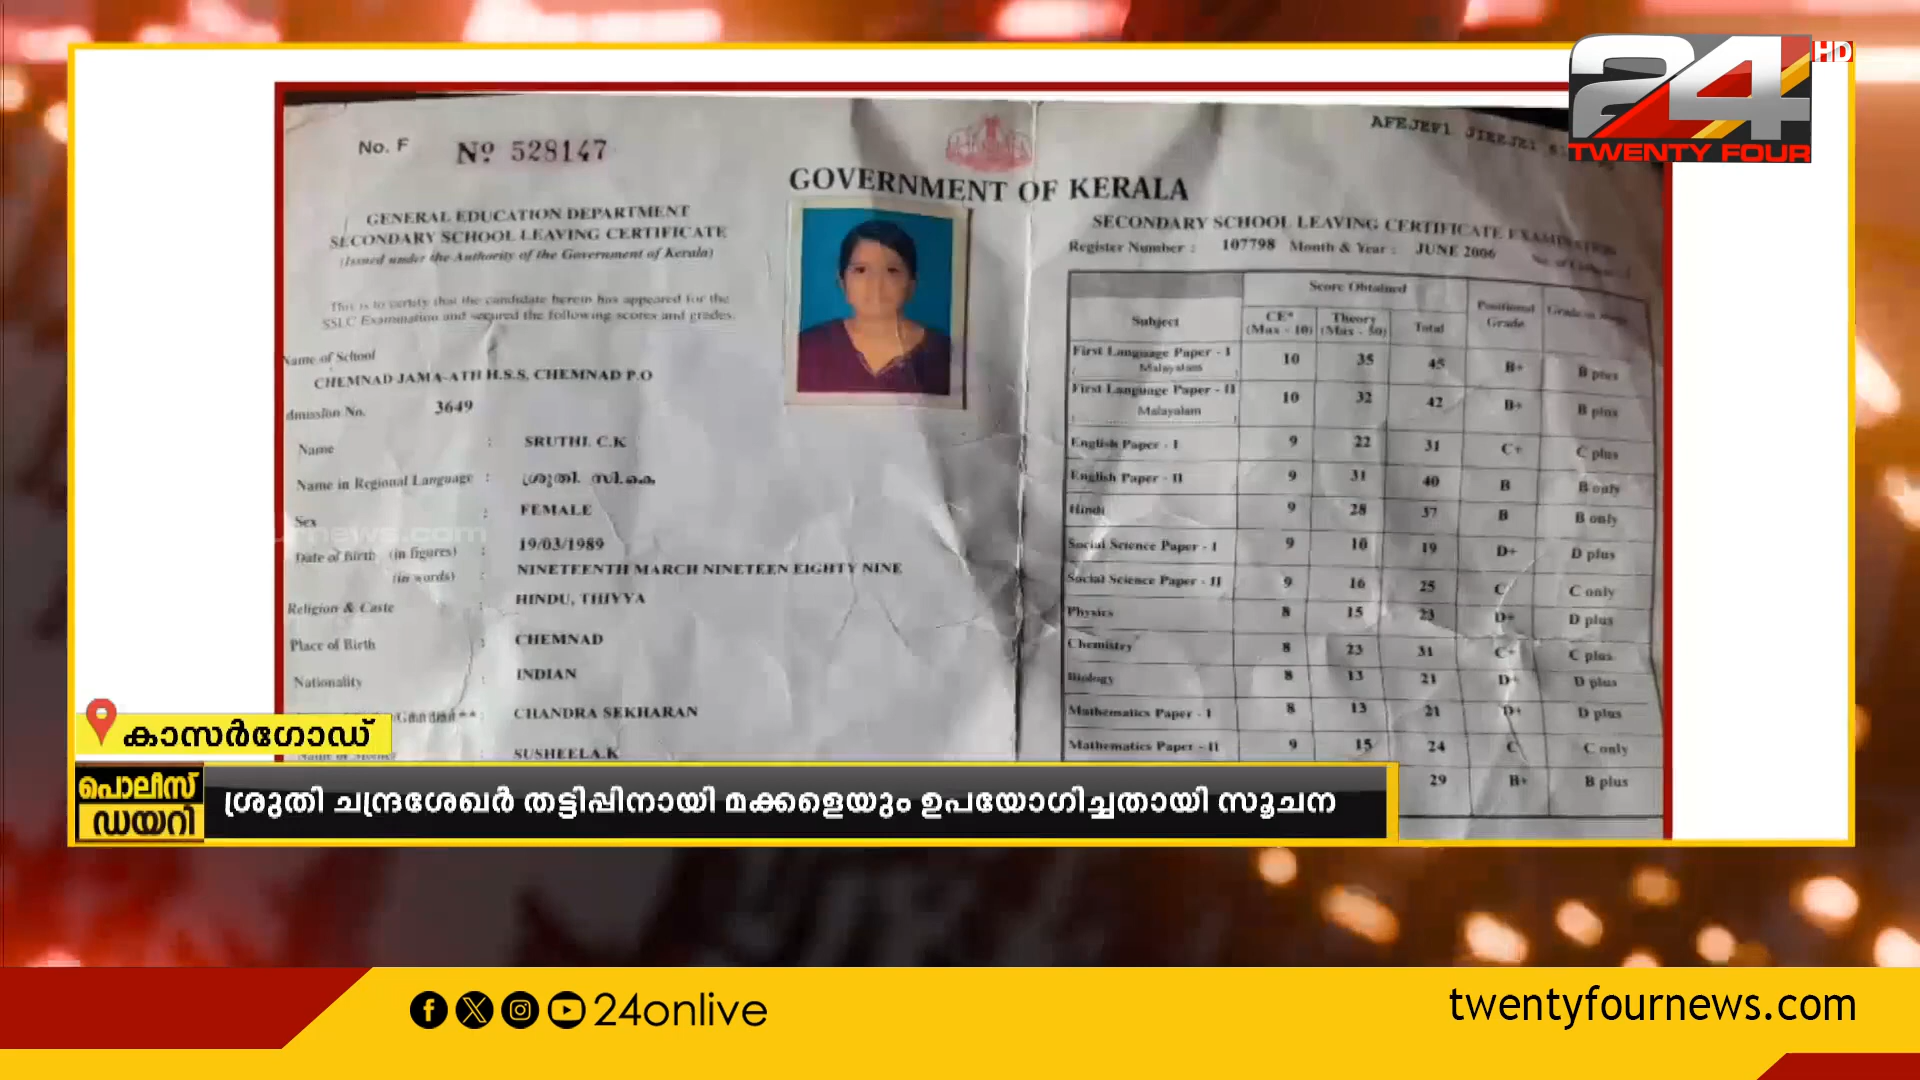 24 HD
TWENTY FOUR
No. F
Nº 528147
AFEJEF1 JIEEJE1
GOVERNMENT OF KERALA
GENERAL EDUCATION DEPARTMENT
SECONDARY SCHOOL LEAVING CERTIFICATE
(Issued under the Authority of the Government of Kerala)
This is to certify that the candidate herein has appeared for the
SSLC Examination and secured the following scores and grades.
Name of School
CHEMNAD JAMA-ATH H.S.S, CHEMNAD P.O
dmission No. 3649
Name : SRUTHI. C.K
Name in Regional Language : ശ്രുതി. സി.കെ
Sex : FEMALE
Date of Birth (in figures) : 19/03/1989
(in words) : NINETEENTH MARCH NINETEEN EIGHTY NINE
Religion & Caste : HINDU, THIYYA
Place of Birth : CHEMNAD
Nationality : INDIAN
CHANDRA SEKHARAN
SUSHEELA.K
SECONDARY SCHOOL LEAVING CERTIFICATE EXAMINATION
Register Number : 107798 Month & Year : JUNE 2006
Subject
Score Obtained
CE* (Max - 10)
Theory (Max - 50)
Total
Positional Grade
Grade in
First Language Paper - I Malayalam 10 35 45 B+ B plus
First Language Paper - II Malayalam 10 32 42 B+ B plus
English Paper - I 9 22 31 C+ C plus
English Paper - II 9 31 40 B B only
Hindi 9 28 37 B B only
Social Science Paper - I 9 10 19 D+ D plus
Social Science Paper - II 9 16 25 C C only
Physics 8 15 23 D+ D plus
Chemistry 8 23 31 C+ C plus
Biology 8 13 21 D+ D plus
Mathematics Paper - I 8 13 21 D+ D plus
Mathematics Paper - II 9 15 24 C C only
29 B+ B plus
urnews.com
കാസർഗോഡ്
പൊലീസ്
ഡയറി
ശ്രുതി ചന്ദ്രശേഖർ തട്ടിപ്പിനായി മക്കളെയും ഉപയോഗിച്ചതായി സൂചന
24onlive
twentyfournews.com